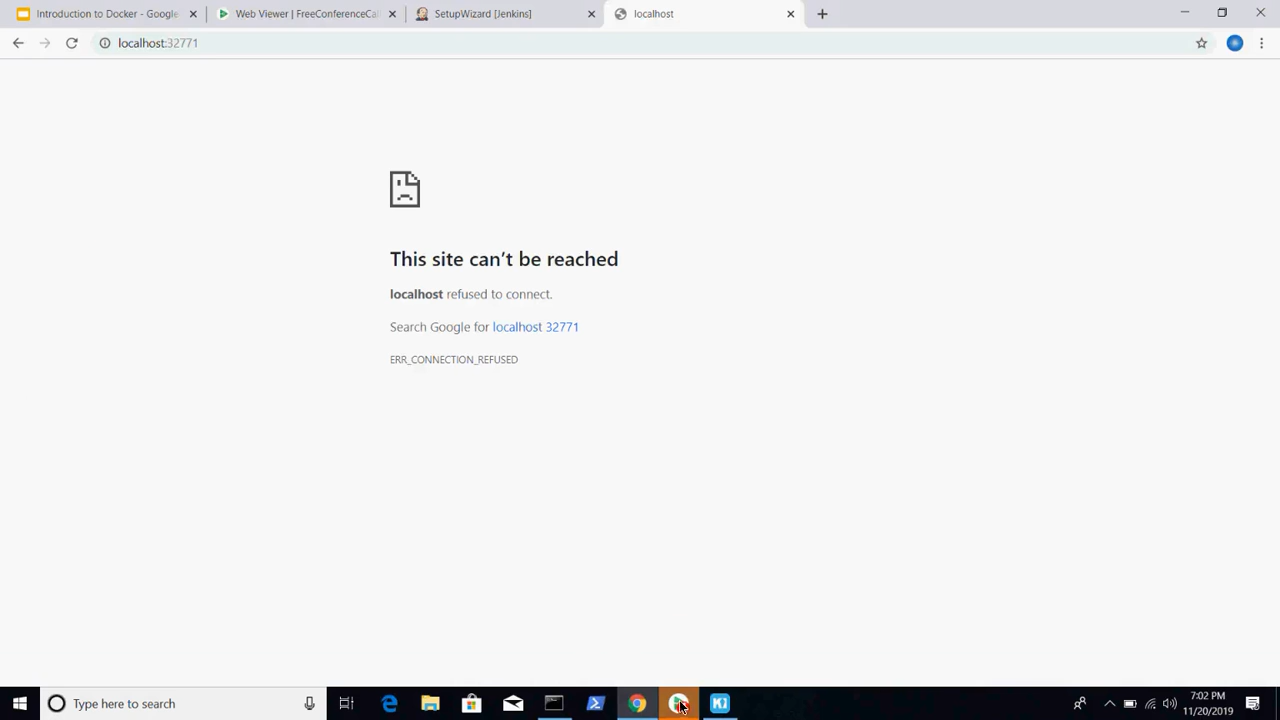 Introduction to Docker - Google
Web Viewer | FreeConferenceCal
SetupWizard [Jenkins]
localhost
localhost:32771
This site can't be reached
localhost refused to connect.
Search Google for localhost 32771
ERR_CONNECTION_REFUSED
Type here to search
KJ
7:02 PM
11/20/2019